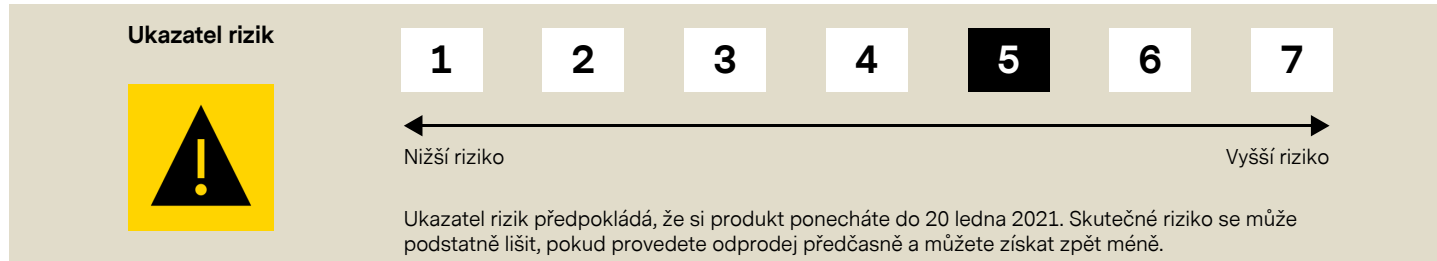 Ukazatel rizik
1 2 3 4 5 6 7
Nižší riziko Vyšší riziko
Ukazatel rizik předpokládá, že si produkt ponecháte do 20 ledna 2021. Skutečné riziko se může
podstatně lišit, pokud provedete odprodej předčasně a můžete získat zpět méně.